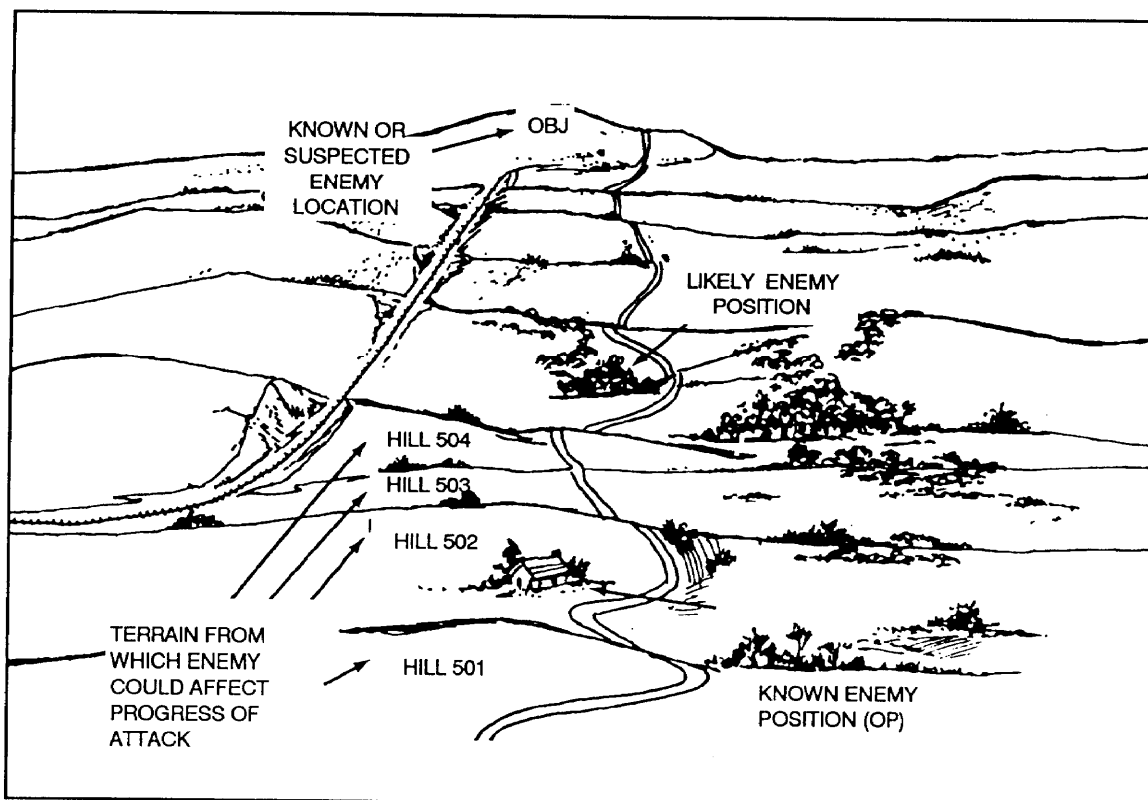 KNOWN OR
SUSPECTED
ENEMY
LOCATION
OBJ
LIKELY ENEMY
POSITION
HILL 504
HILL 503
HILL 502
HILL 501
TERRAIN FROM
WHICH ENEMY
COULD AFFECT
PROGRESS OF
ATTACK
KNOWN ENEMY
POSITION (OP)